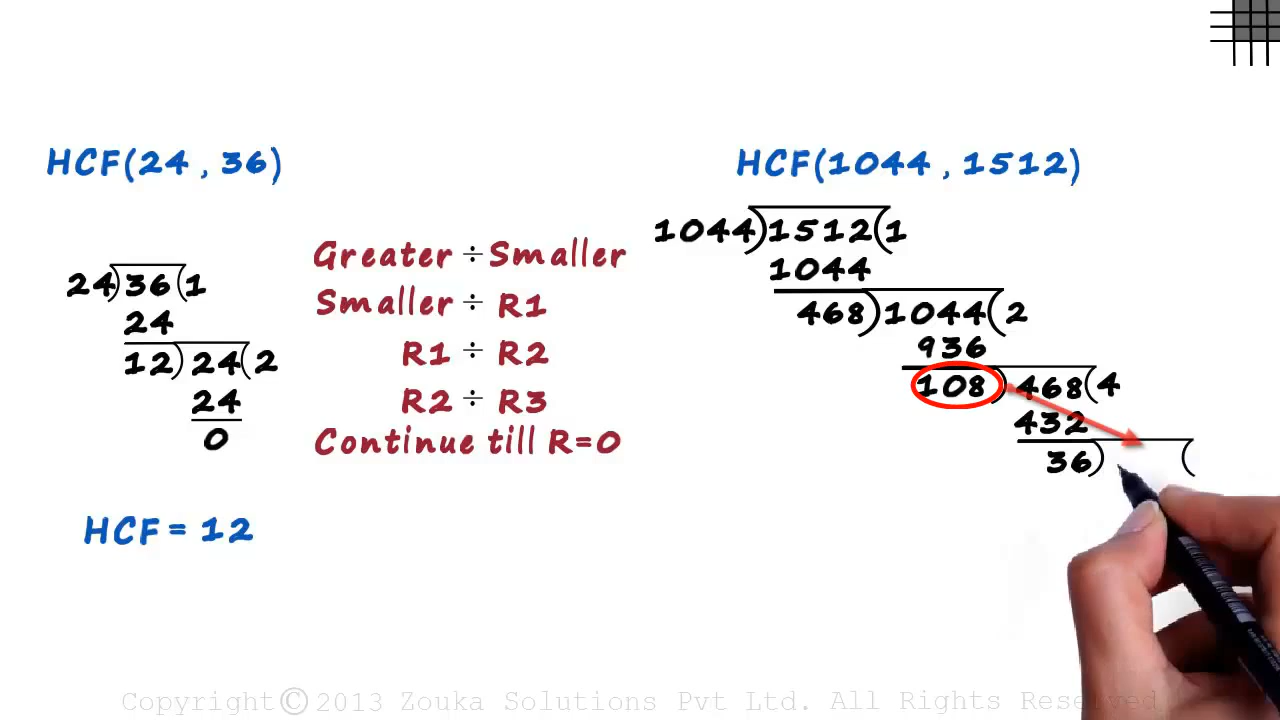 HCF(24 , 36)
24)36(1
24
12)24(2
24
0
HCF = 12
Greater ÷ Smaller
Smaller ÷ R1
R1 ÷ R2
R2 ÷ R3
Continue till R=0
HCF(1044 , 1512)
1044)1512(1
1044
468)1044(2
936
108)468(4
432
36) (
Copyright© 2013 Zouka Solutions Pvt Ltd. All Rights Reserved